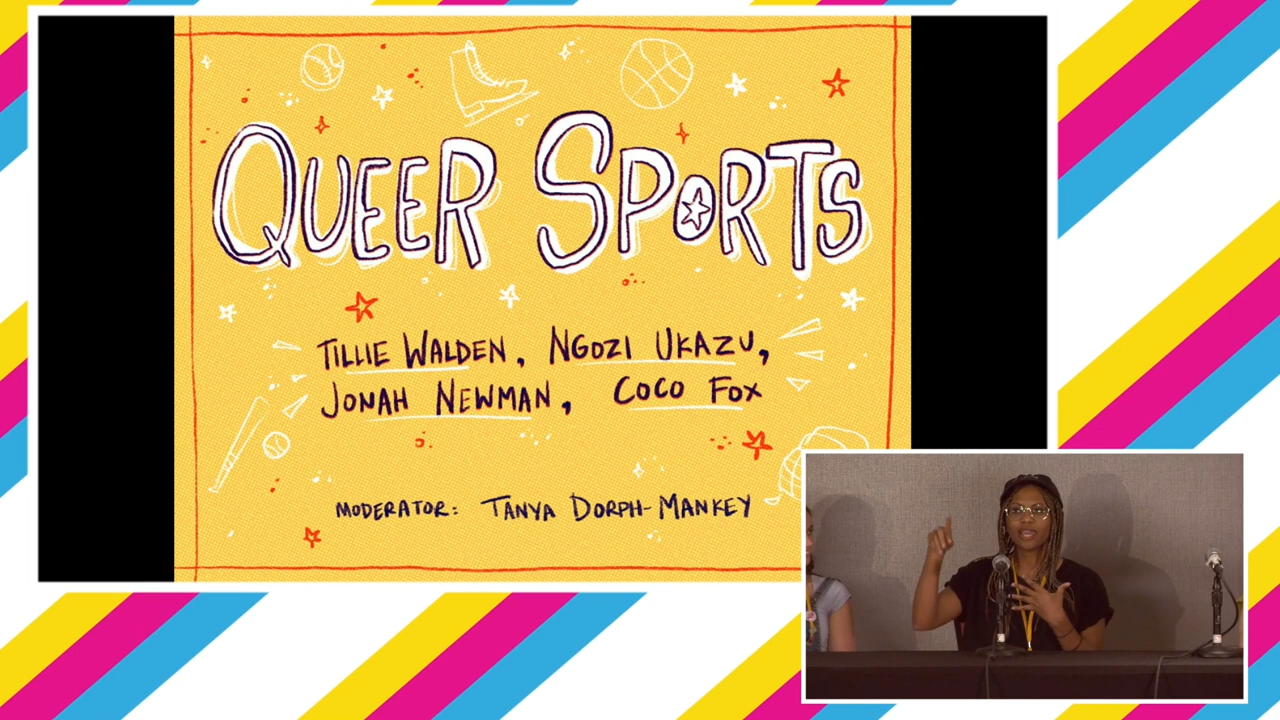 QUEER SPORTS
TILLIE WALDEN, NGOZI UKAZU,
JONAH NEWMAN, COCO FOX
MODERATOR: TANYA DORPH-MANKEY